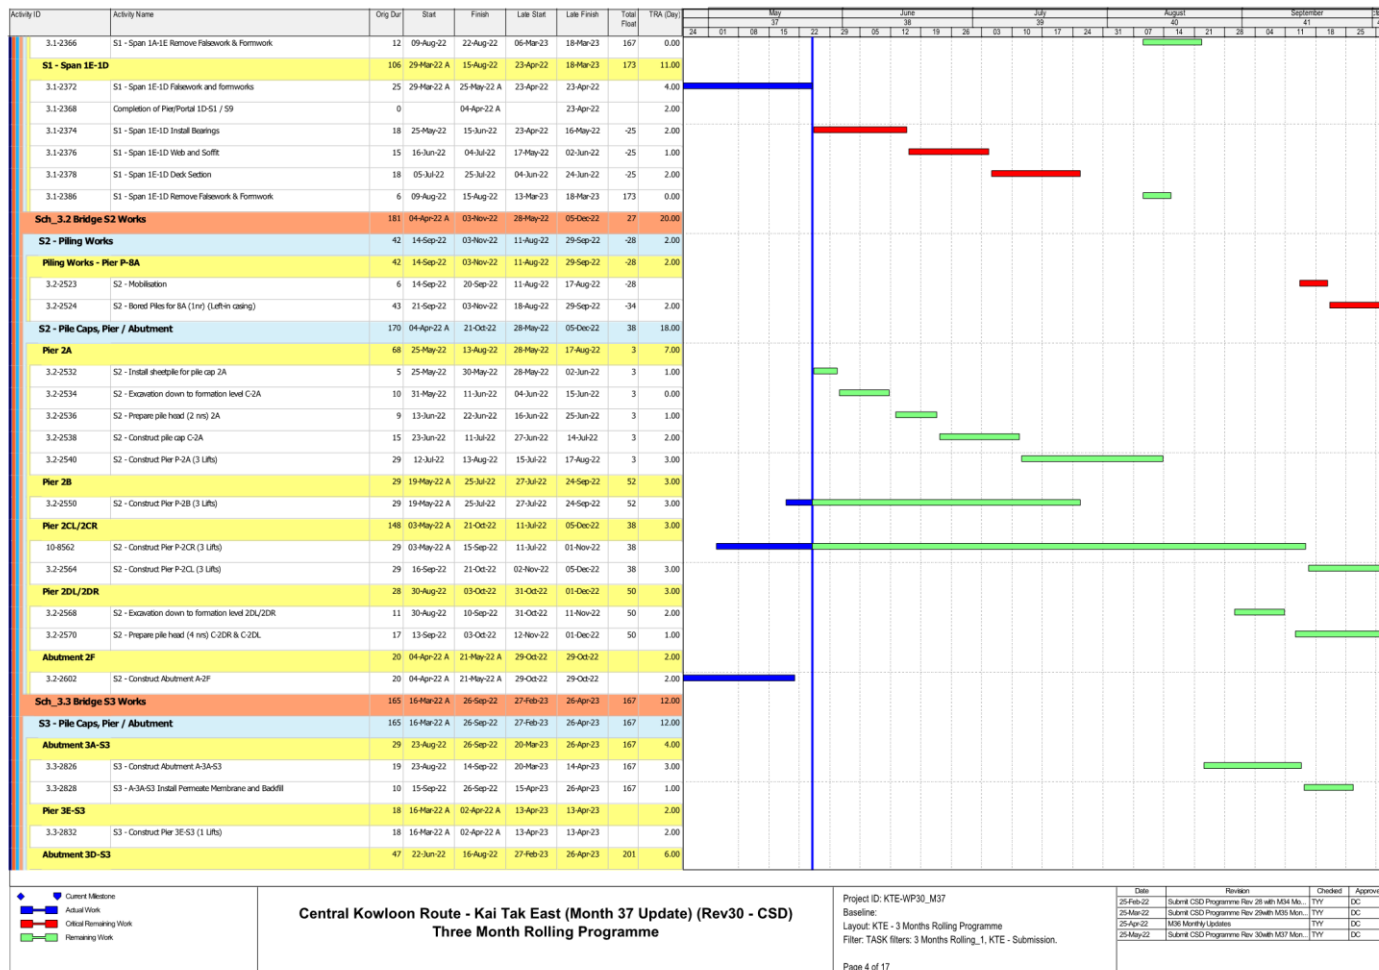 Activity ID Activity Name Orig Dur Start Finish Late Start Late Finish Total Float TRA (Day) May June July August September
37 38 39 40 41
24 01 08 15 22 29 05 12 19 26 03 10 17 24 31 07 14 21 28 04 11 18 25
3.1-2366 S1 - Span 1A-1E Remove Falsework & Formwork 12 09-Aug-22 22-Aug-22 06-Mar-23 18-Mar-23 167 0.00
S1 - Span 1E-1D 106 29-Mar-22 A 15-Aug-22 23-Apr-22 18-Mar-23 173 11.00
3.1-2372 S1 - Span 1E-1D Falsework and formworks 25 29-Mar-22 A 25-May-22 A 23-Apr-22 23-Apr-22 4.00
3.1-2368 Completion of Pier/Portal 1D-S1 / S9 0 04-Apr-22 A 23-Apr-22 2.00
3.1-2374 S1 - Span 1E-1D Install Bearings 18 25-May-22 15-Jun-22 23-Apr-22 16-May-22 -25 2.00
3.1-2376 S1 - Span 1E-1D Web and Soffit 15 16-Jun-22 04-Jul-22 17-May-22 02-Jun-22 -25 1.00
3.1-2378 S1 - Span 1E-1D Deck Section 18 05-Jul-22 25-Jul-22 04-Jun-22 24-Jun-22 -25 2.00
3.1-2386 S1 - Span 1E-1D Remove Falsework & Formwork 6 09-Aug-22 15-Aug-22 13-Mar-23 18-Mar-23 173 0.00
Sch_3.2 Bridge S2 Works 181 04-Apr-22 A 03-Nov-22 28-May-22 05-Dec-22 27 20.00
S2 - Piling Works 42 14-Sep-22 03-Nov-22 11-Aug-22 29-Sep-22 -28 2.00
Piling Works - Pier P-8A 42 14-Sep-22 03-Nov-22 11-Aug-22 29-Sep-22 -28 2.00
3.2-2523 S2 - Mobilisation 6 14-Sep-22 20-Sep-22 11-Aug-22 17-Aug-22 -28
3.2-2524 S2 - Bored Piles for 8A (1nr) (Left-in casing) 43 21-Sep-22 03-Nov-22 18-Aug-22 29-Sep-22 -34 2.00
S2 - Pile Caps, Pier / Abutment 170 04-Apr-22 A 21-Oct-22 28-May-22 05-Dec-22 38 18.00
Pier 2A 68 25-May-22 13-Aug-22 28-May-22 17-Aug-22 3 7.00
3.2-2532 S2 - Install sheetpile for pile cap 2A 5 25-May-22 30-May-22 28-May-22 02-Jun-22 3 1.00
3.2-2534 S2 - Excavation down to formation level C-2A 10 31-May-22 11-Jun-22 04-Jun-22 15-Jun-22 3 0.00
3.2-2536 S2 - Prepare pile head (2 nrs) 2A 9 13-Jun-22 22-Jun-22 16-Jun-22 25-Jun-22 3 1.00
3.2-2538 S2 - Construct pile cap C-2A 15 23-Jun-22 11-Jul-22 27-Jun-22 14-Jul-22 3 2.00
3.2-2540 S2 - Construct Pier P-2A (3 Lifts) 29 12-Jul-22 13-Aug-22 15-Jul-22 17-Aug-22 3 3.00
Pier 2B 29 19-May-22 A 25-Jul-22 27-Jul-22 24-Sep-22 52 3.00
3.2-2550 S2 - Construct Pier P-2B (3 Lifts) 29 19-May-22 A 25-Jul-22 27-Jul-22 24-Sep-22 52 3.00
Pier 2CL/2CR 148 03-May-22 A 21-Oct-22 11-Jul-22 05-Dec-22 38 3.00
10-8562 S2 - Construct Pier P-2CR (3 Lifts) 29 03-May-22 A 15-Sep-22 11-Jul-22 01-Nov-22 38
3.2-2564 S2 - Construct Pier P-2CL (3 Lifts) 29 16-Sep-22 21-Oct-22 02-Nov-22 05-Dec-22 38 3.00
Pier 2DL/2DR 28 30-Aug-22 03-Oct-22 31-Oct-22 01-Dec-22 50 3.00
3.2-2568 S2 - Excavation down to formation level 2DL/2DR 11 30-Aug-22 10-Sep-22 31-Oct-22 11-Nov-22 50 2.00
3.2-2570 S2 - Prepare pile head (4 nrs) C-2DR & C-2DL 17 13-Sep-22 03-Oct-22 12-Nov-22 01-Dec-22 50 1.00
Abutment 2F 20 04-Apr-22 A 21-May-22 A 29-Oct-22 29-Oct-22 2.00
3.2-2602 S2 - Construct Abutment A-2F 20 04-Apr-22 A 21-May-22 A 29-Oct-22 29-Oct-22 2.00
Sch_3.3 Bridge S3 Works 165 16-Mar-22 A 26-Sep-22 27-Feb-23 26-Apr-23 167 12.00
S3 - Pile Caps, Pier / Abutment 165 16-Mar-22 A 26-Sep-22 27-Feb-23 26-Apr-23 167 12.00
Abutment 3A-S3 29 23-Aug-22 26-Sep-22 20-Mar-23 26-Apr-23 167 4.00
3.3-2826 S3 - Construct Abutment A-3A-S3 19 23-Aug-22 14-Sep-22 20-Mar-23 14-Apr-23 167 3.00
3.3-2828 S3 - A-3A-S3 Install Permeate Membrane and Backfill 10 15-Sep-22 26-Sep-22 15-Apr-23 26-Apr-23 167 1.00
Pier 3E-S3 18 16-Mar-22 A 02-Apr-22 A 13-Apr-23 13-Apr-23 2.00
3.3-2832 S3 - Construct Pier 3E-S3 (1 Lifts) 18 16-Mar-22 A 02-Apr-22 A 13-Apr-23 13-Apr-23 2.00
Abutment 3D-S3 47 22-Jun-22 16-Aug-22 27-Feb-23 26-Apr-23 201 6.00
Current Milestone
Actual Work
Critical Remaining Work
Remaining Work
Central Kowloon Route - Kai Tak East (Month 37 Update) (Rev30 - CSD)
Three Month Rolling Programme
Project ID: KTE-WP30_M37
Baseline:
Layout: KTE - 3 Months Rolling Programme
Filter: TASK filters: 3 Months Rolling_1, KTE - Submission.
Page 4 of 17
Date Revision Checked Approve
25-Feb-22 Submit CSD Programme Rev 28 with M34 Mo... TYY DC
25-Mar-22 Submit CSD Programme Rev 29with M35 Mon... TYY DC
25-Apr-22 M36 Monthly Updates TYY DC
25-May-22 Submit CSD Programme Rev 30with M37 Mon... TYY DC